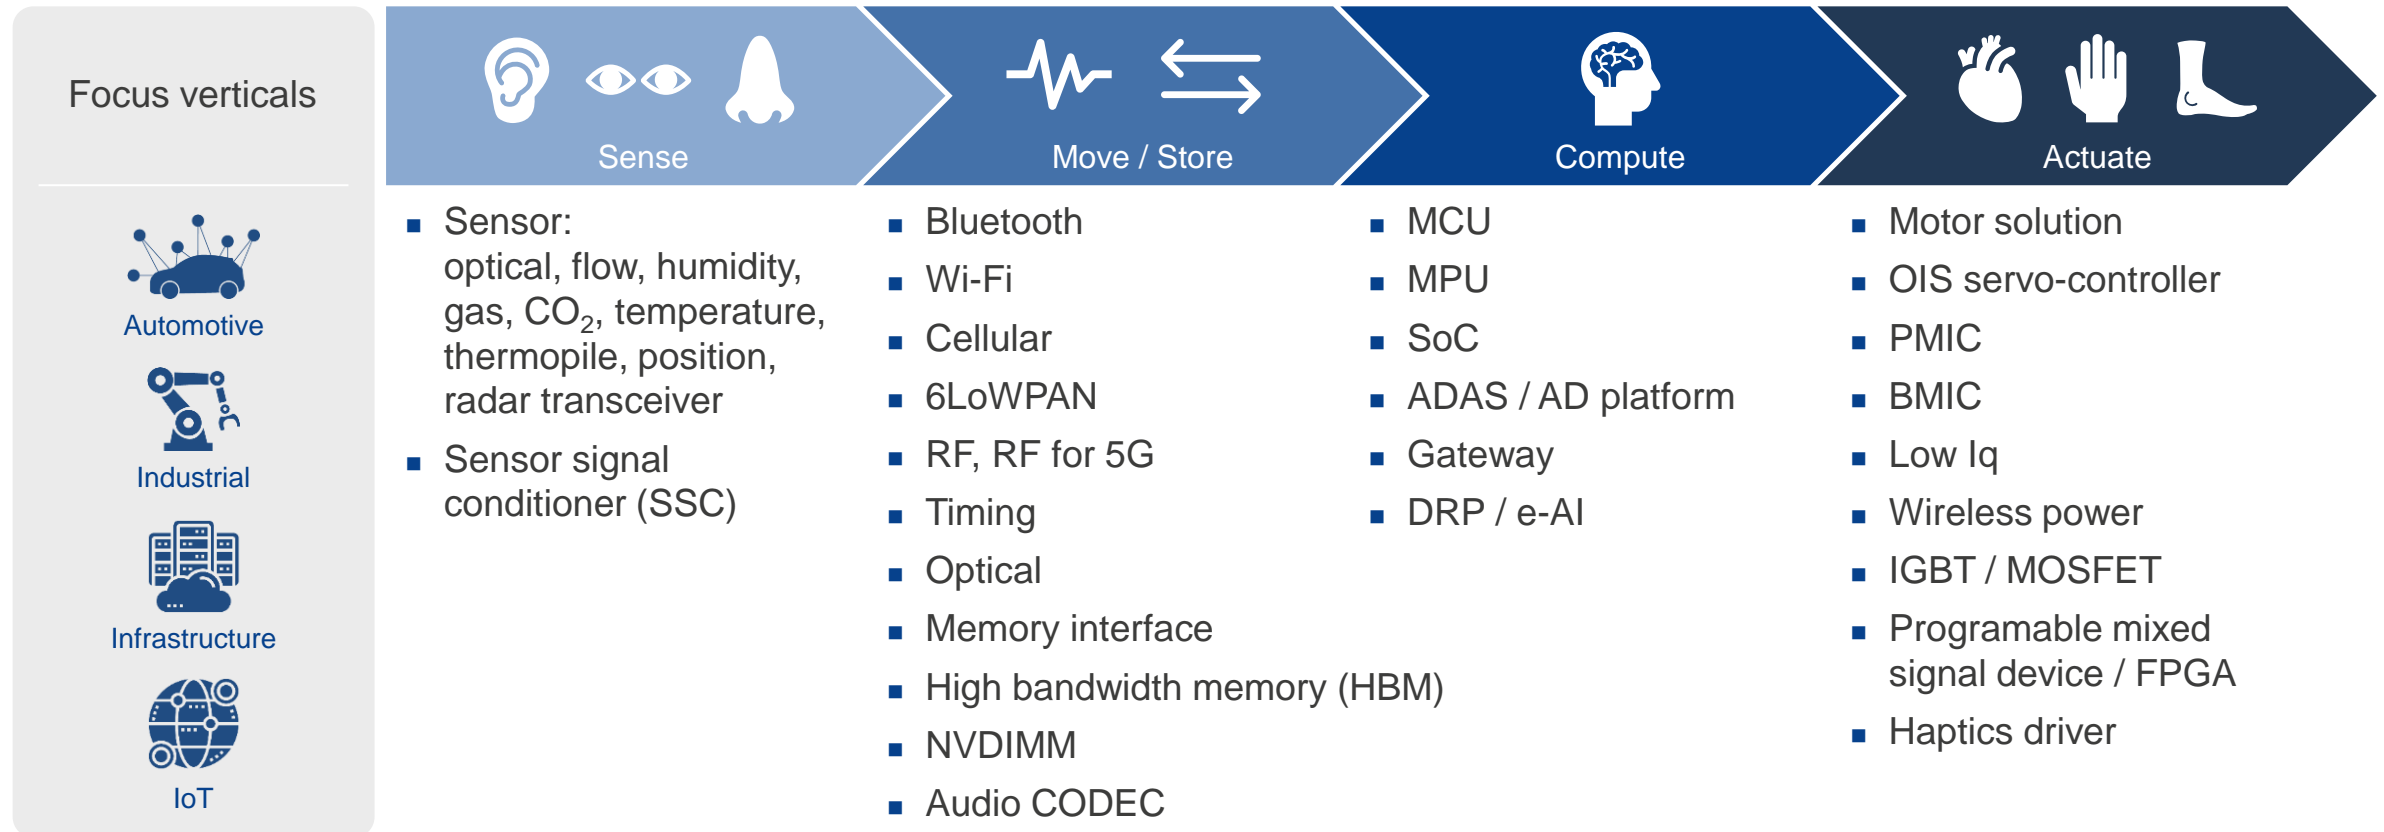 Focus verticals
Automotive
Industrial
Infrastructure
IoT
Sense
Sensor:
optical, flow, humidity,
gas, CO₂, temperature,
thermopile, position,
radar transceiver
Sensor signal
conditioner (SSC)
Move / Store
Bluetooth
Wi-Fi
Cellular
6LoWPAN
RF, RF for 5G
Timing
Optical
Memory interface
High bandwidth memory (HBM)
NVDIMM
Audio CODEC
Compute
MCU
MPU
SoC
ADAS / AD platform
Gateway
DRP / e-AI
Actuate
Motor solution
OIS servo-controller
PMIC
BMIC
Low Iq
Wireless power
IGBT / MOSFET
Programable mixed
signal device / FPGA
Haptics driver